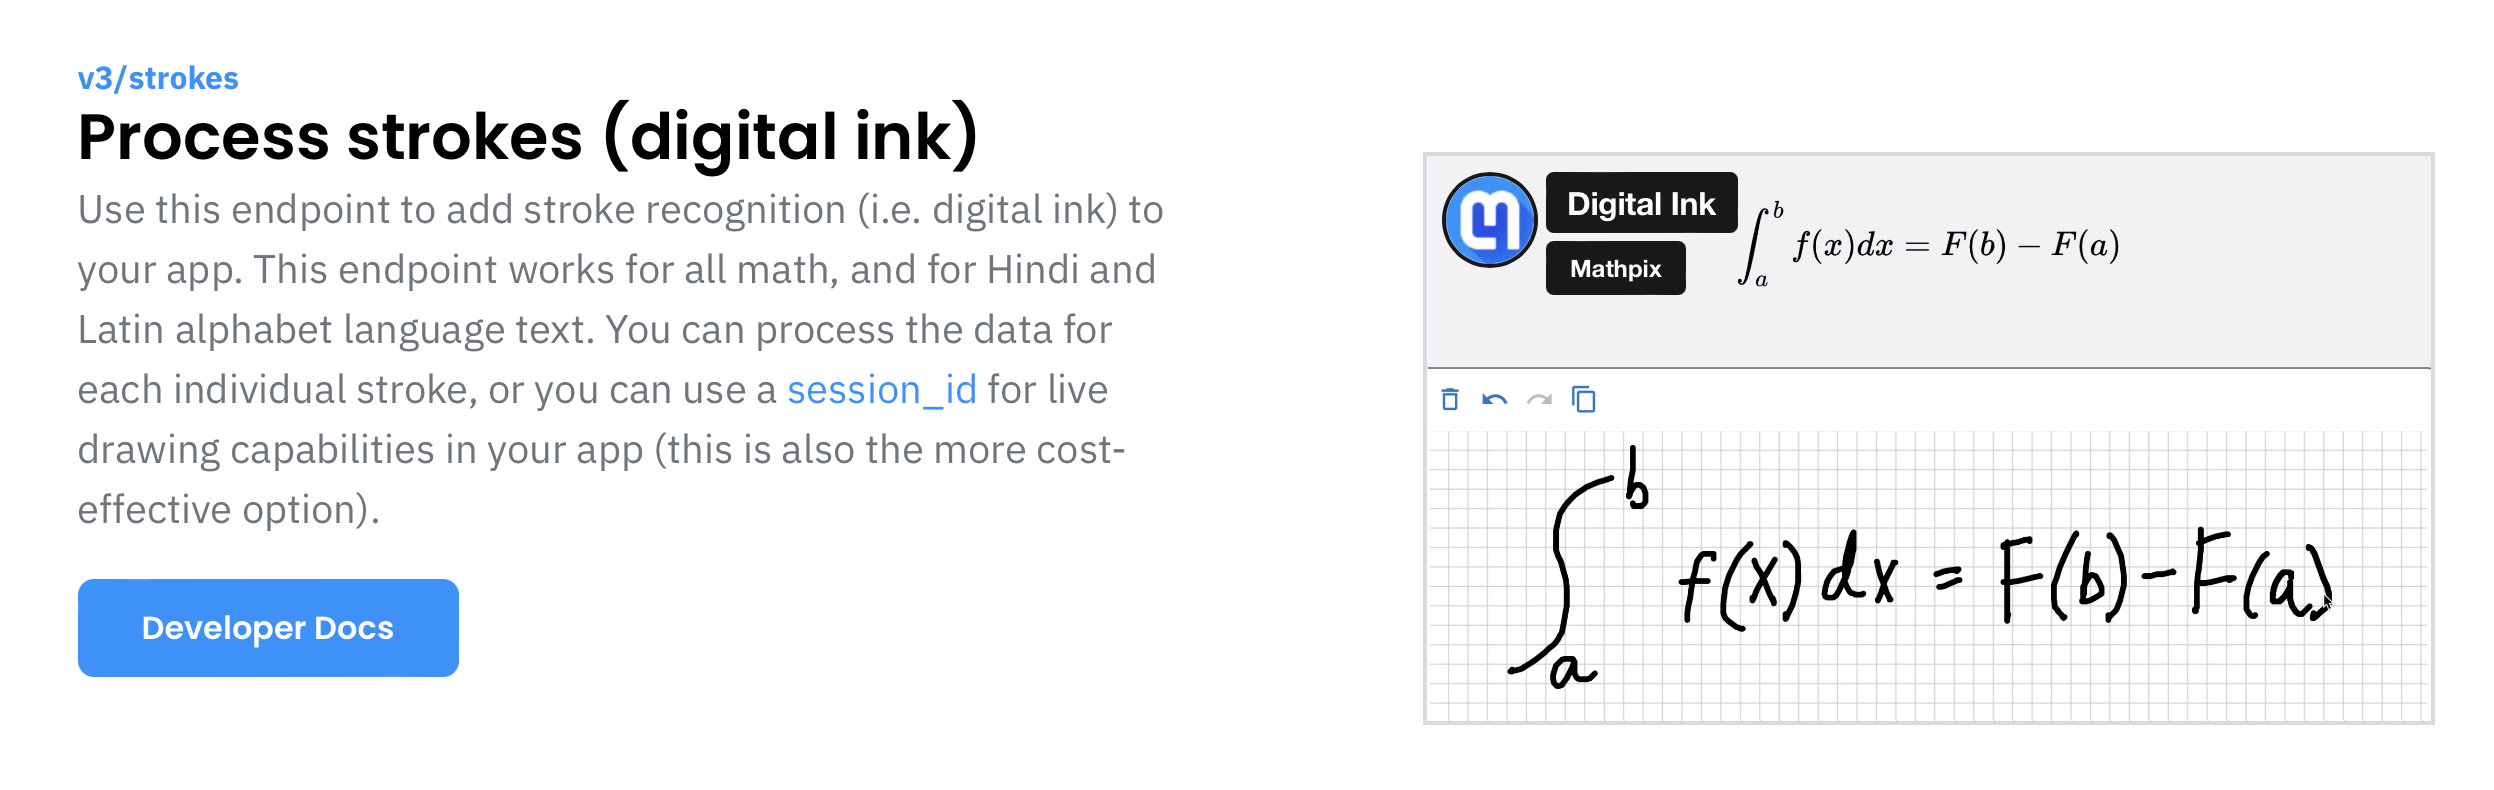 v3/strokes
Process strokes (digital ink)
Use this endpoint to add stroke recognition (i.e. digital ink) to
your app. This endpoint works for all math, and for Hindi and
Latin alphabet language text. You can process the data for
each individual stroke, or you can use a session_id for live
drawing capabilities in your app (this is also the more cost-
effective option).
Developer Docs
Digital Ink
Mathpix
∫_a^b f(x)dx = F(b) − F(a)
∫_a^b f(x)dx = F(b) − F(a)